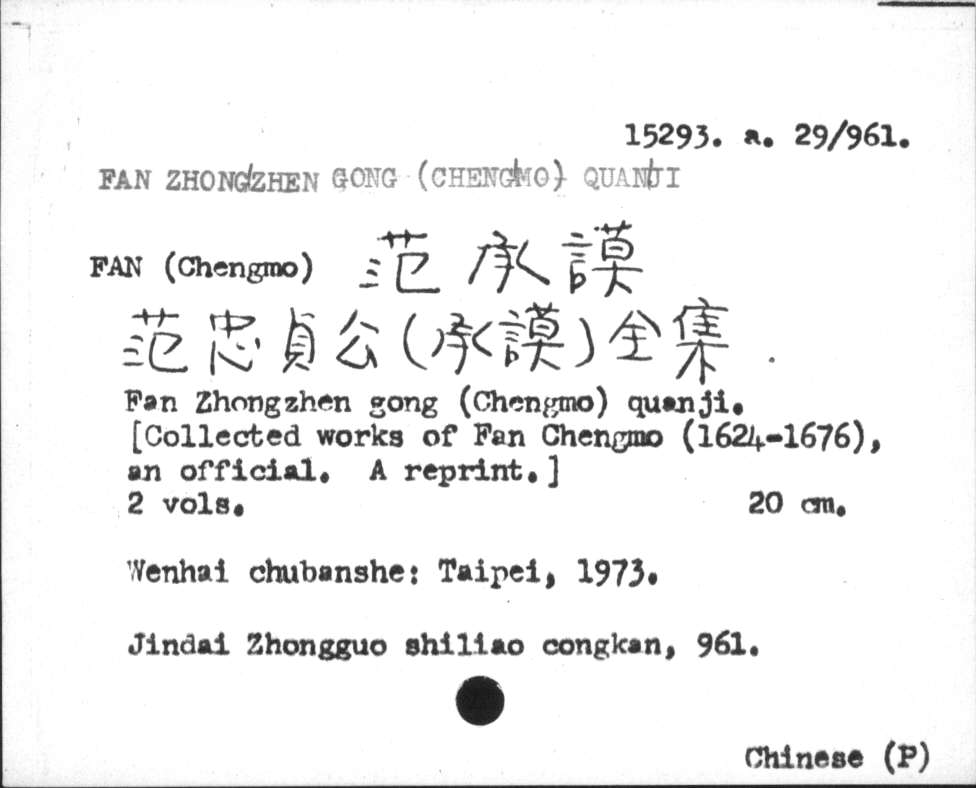 15293. a. 29/961.
FAN ZHONGZHEN GONG (CHENGMO) QUANJI
FAN (Chengmo) 范承謨
范忠貞公(承謨)全集.
Fan Zhongzhen gong (Chengmo) quanji.
[Collected works of Fan Chengmo (1624-1676),
an official. A reprint.]
2 vols. 20 cm.
Wenhai chubanshe: Taipei, 1973.
Jindai Zhongguo shiliao congkan, 961.
Chinese (P)